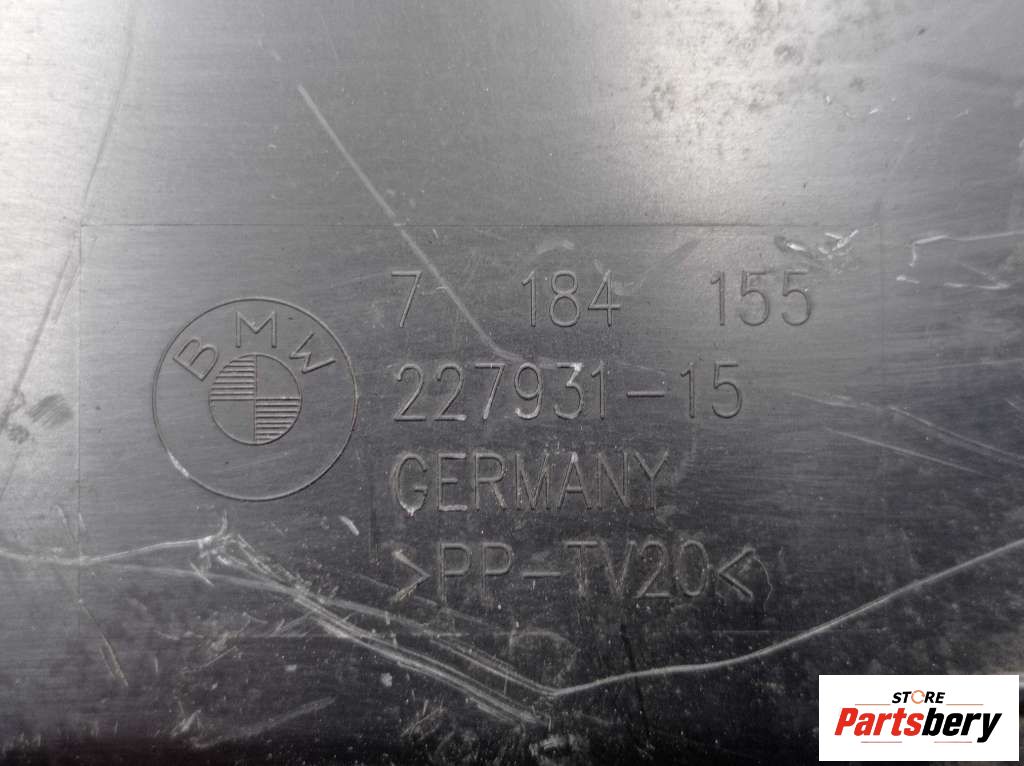 BMW
7 184 155
227931-15
GERMANY
>PP-TV20<
STORE
Partsbery